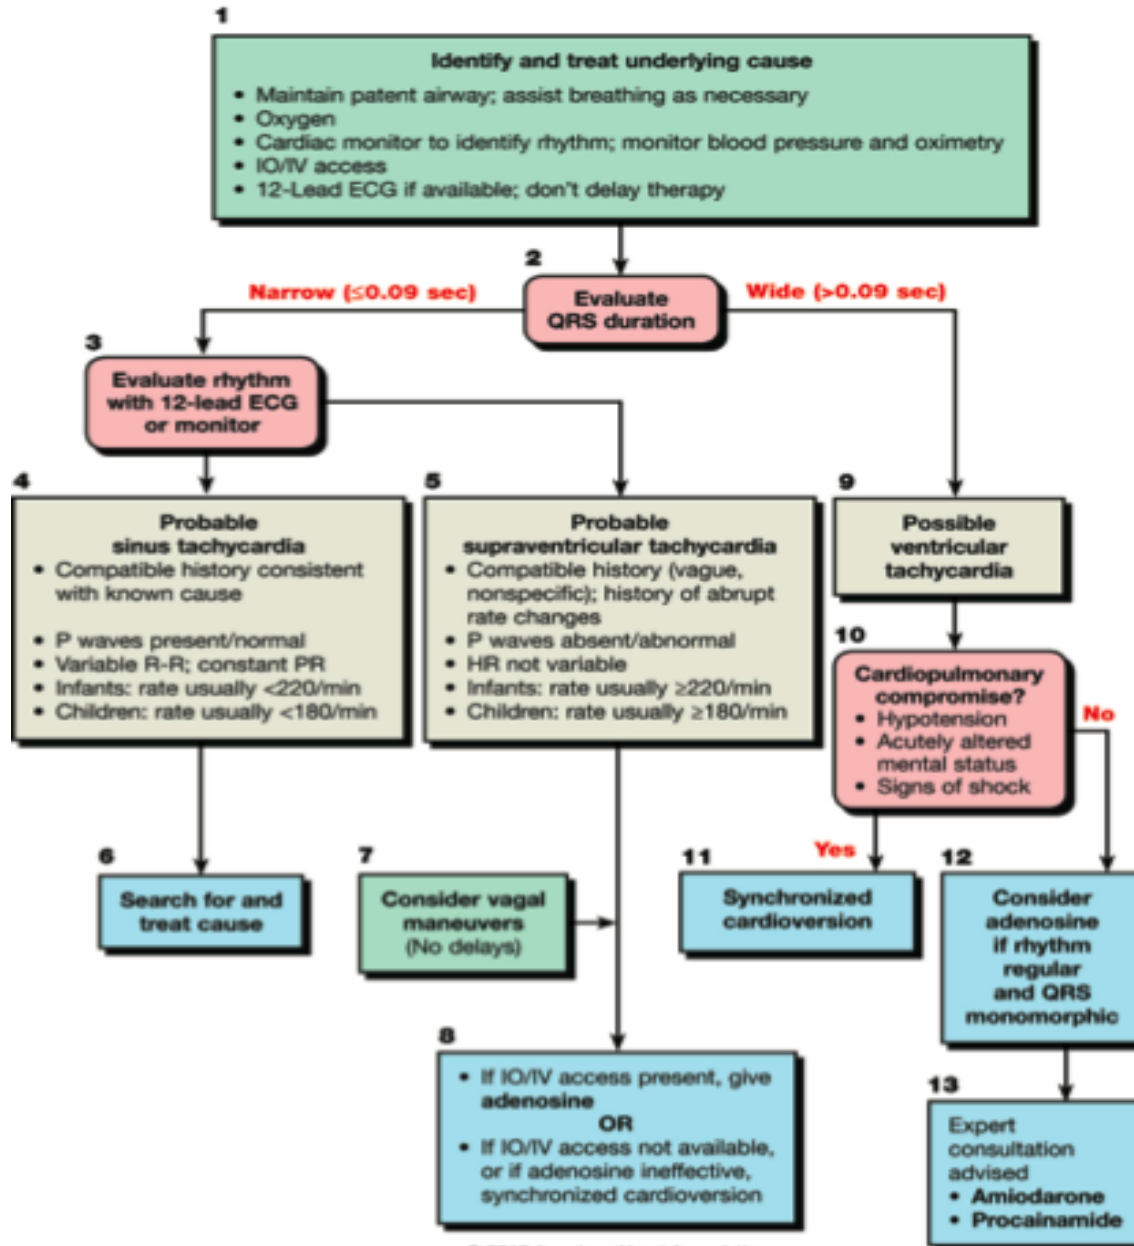 1
Identify and treat underlying cause
• Maintain patent airway; assist breathing as necessary
• Oxygen
• Cardiac monitor to identify rhythm; monitor blood pressure and oximetry
• IO/IV access
• 12-Lead ECG if available; don't delay therapy
2
Evaluate
QRS duration
Narrow (≤0.09 sec)
Wide (>0.09 sec)
3
Evaluate rhythm
with 12-lead ECG
or monitor
4
Probable
sinus tachycardia
• Compatible history consistent
with known cause
• P waves present/normal
• Variable R-R; constant PR
• Infants: rate usually <220/min
• Children: rate usually <180/min
5
Probable
supraventricular tachycardia
• Compatible history (vague,
nonspecific); history of abrupt
rate changes
• P waves absent/abnormal
• HR not variable
• Infants: rate usually ≥220/min
• Children: rate usually ≥180/min
9
Possible
ventricular
tachycardia
10
Cardiopulmonary
compromise?
• Hypotension
• Acutely altered
mental status
• Signs of shock
No
Yes
6
Search for and
treat cause
7
Consider vagal
maneuvers
(No delays)
11
Synchronized
cardioversion
12
Consider
adenosine
if rhythm
regular
and QRS
monomorphic
8
• If IO/IV access present, give
adenosine
OR
• If IO/IV access not available,
or if adenosine ineffective,
synchronized cardioversion
13
Expert
consultation
advised
• Amiodarone
• Procainamide